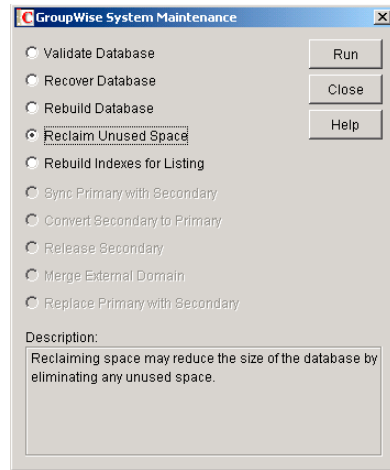 GroupWise System Maintenance
Validate Database
Run
Recover Database
Close
Rebuild Database
Help
Reclaim Unused Space
Rebuild Indexes for Listing
Sync Primary with Secondary
Convert Secondary to Primary
Release Secondary
Merge External Domain
Replace Primary with Secondary
Description:
Reclaiming space may reduce the size of the database by
eliminating any unused space.